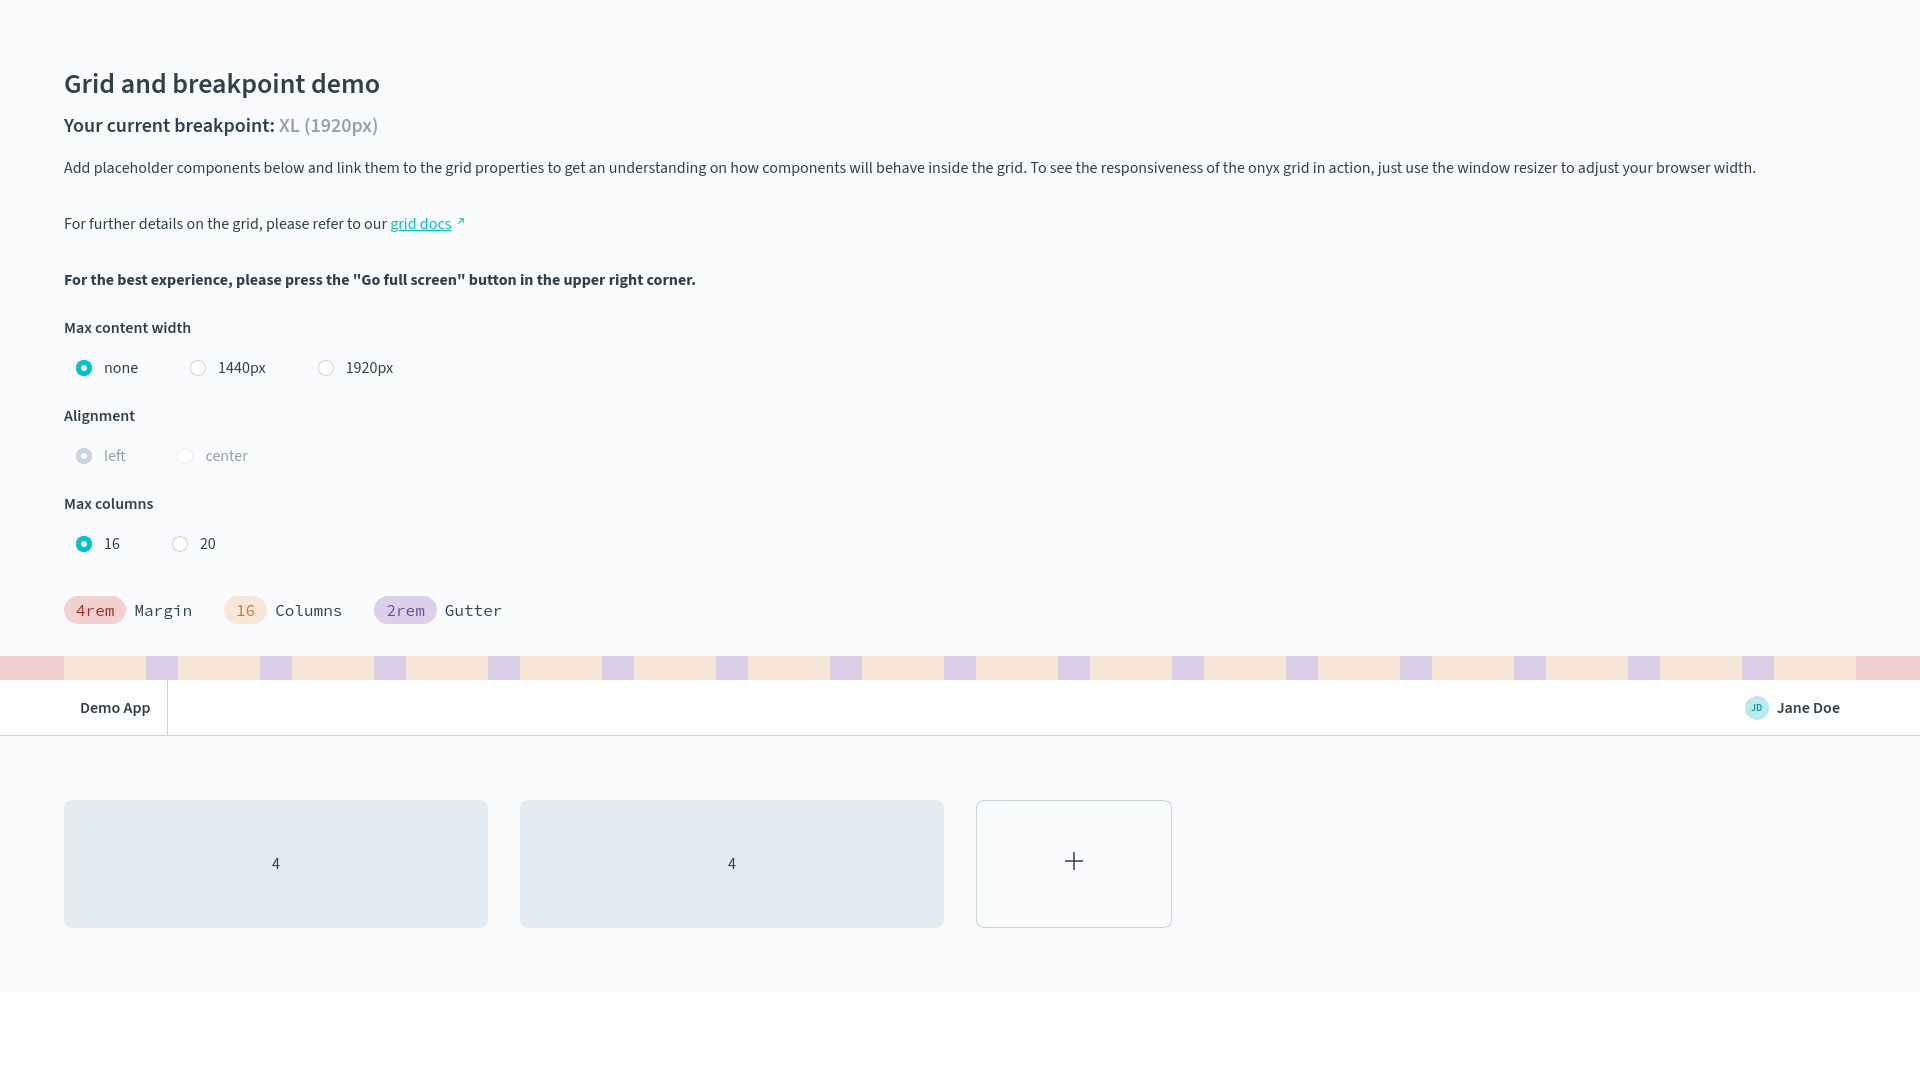 Grid and breakpoint demo
Your current breakpoint: XL (1920px)
Add placeholder components below and link them to the grid properties to get an understanding on how components will behave inside the grid. To see the responsiveness of the onyx grid in action, just use the window resizer to adjust your browser width.
For further details on the grid, please refer to our grid docs
For the best experience, please press the "Go full screen" button in the upper right corner.
Max content width
none 1440px 1920px
Alignment
left center
Max columns
16 20
4rem Margin 16 Columns 2rem Gutter
Demo App JD Jane Doe
4 4